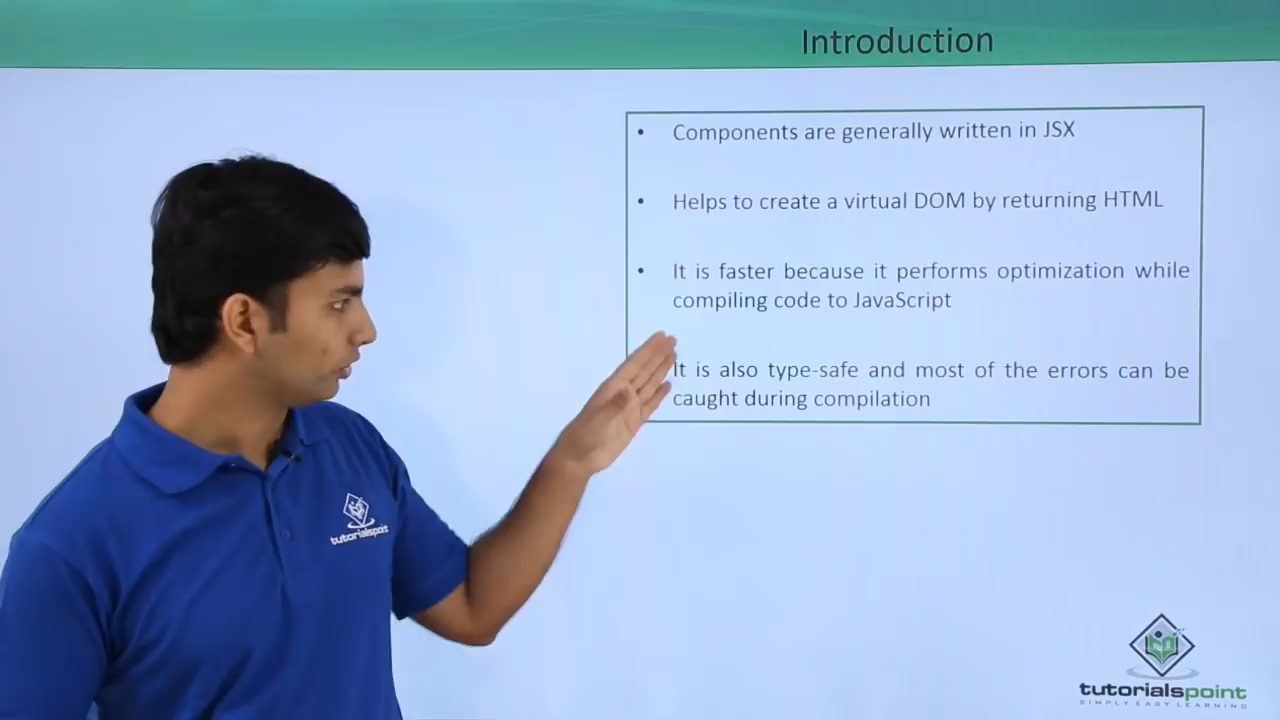 Introduction
• Components are generally written in JSX
• Helps to create a virtual DOM by returning HTML
• It is faster because it performs optimization while
compiling code to JavaScript
It is also type-safe and most of the errors can be
caught during compilation
tutorialspoint
tutorialspoint
SIMPLY EASY LEARNING